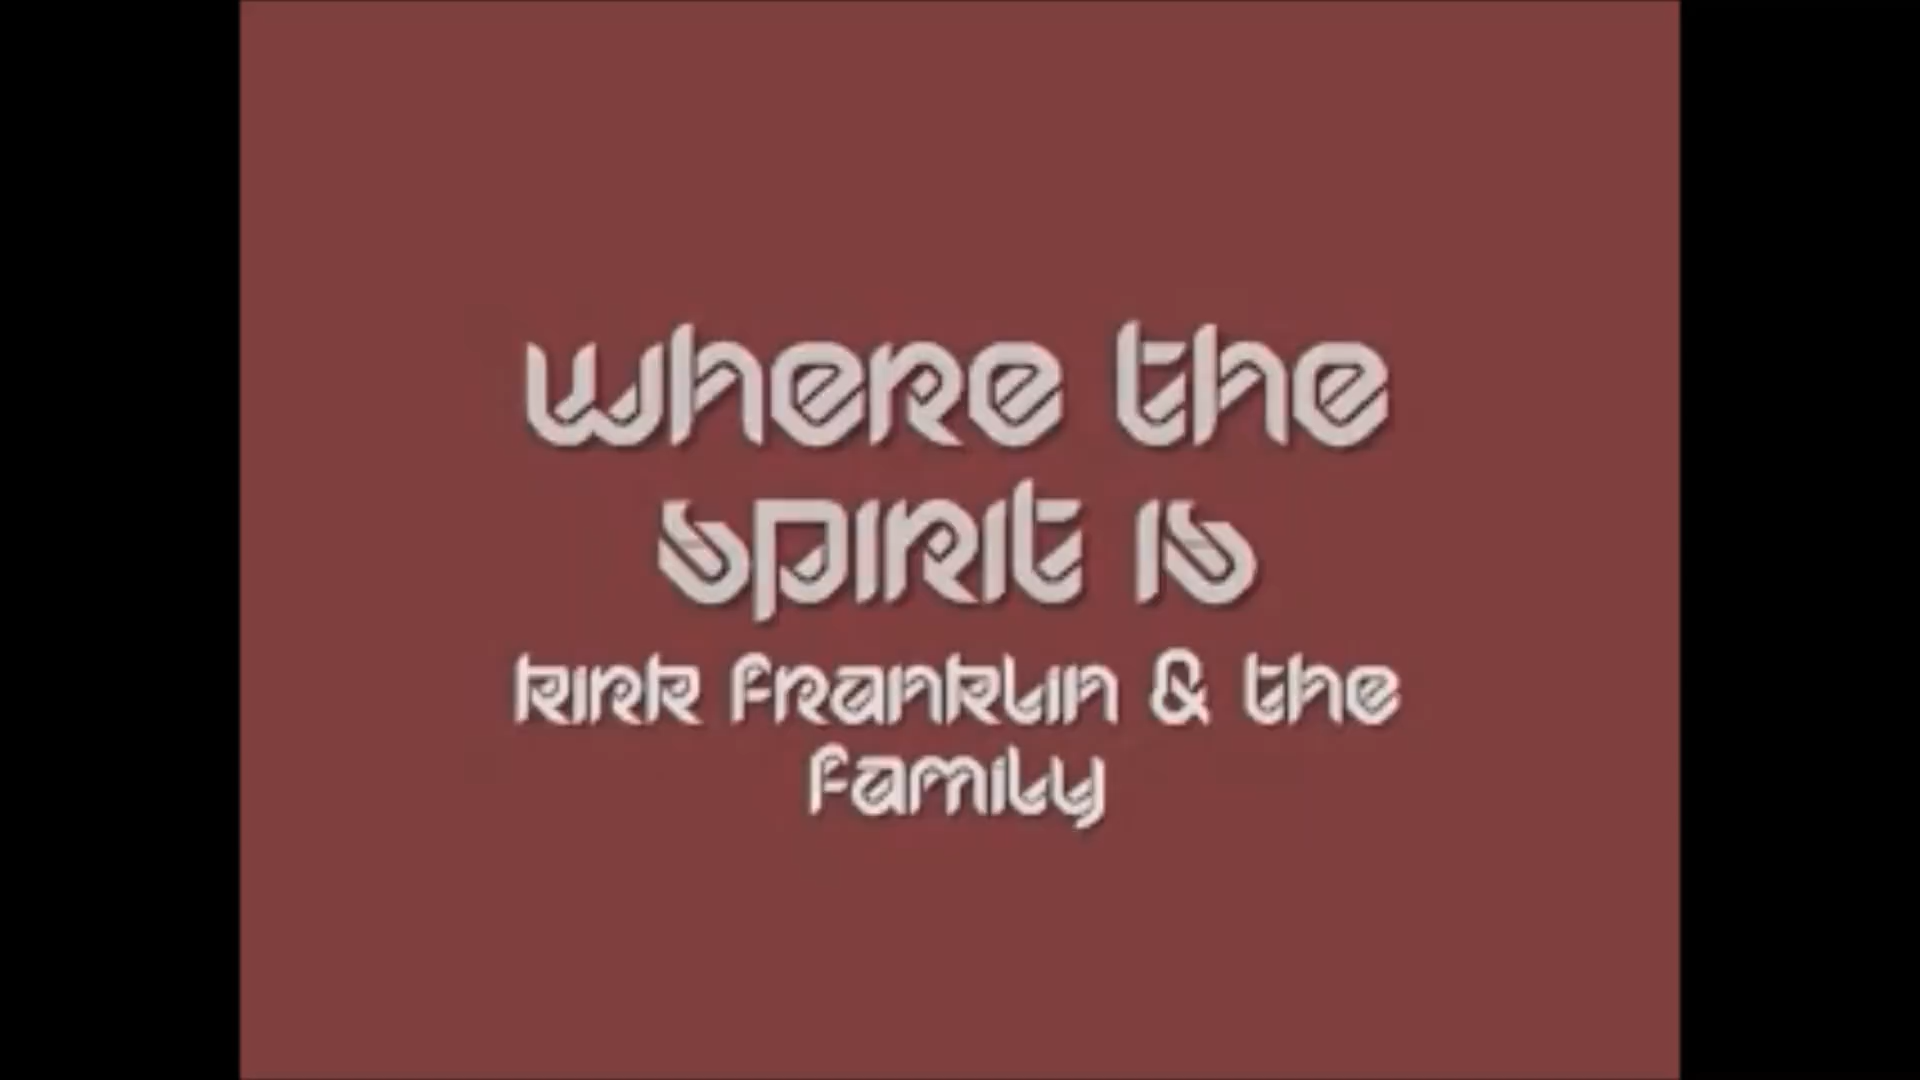 where the
spirit is
kirk franklin & the
family